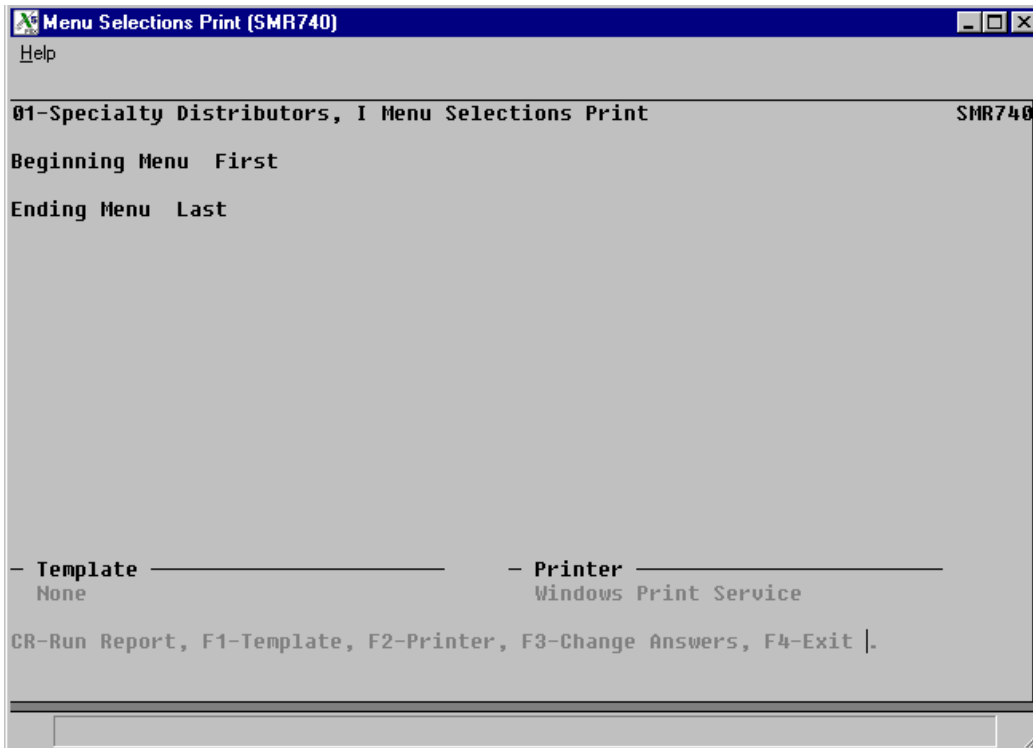 Menu Selections Print (SMR740)
Help
01-Specialty Distributors, I Menu Selections Print SMR740
Beginning Menu First
Ending Menu Last
Template Printer
None Windows Print Service
CR-Run Report, F1-Template, F2-Printer, F3-Change Answers, F4-Exit .